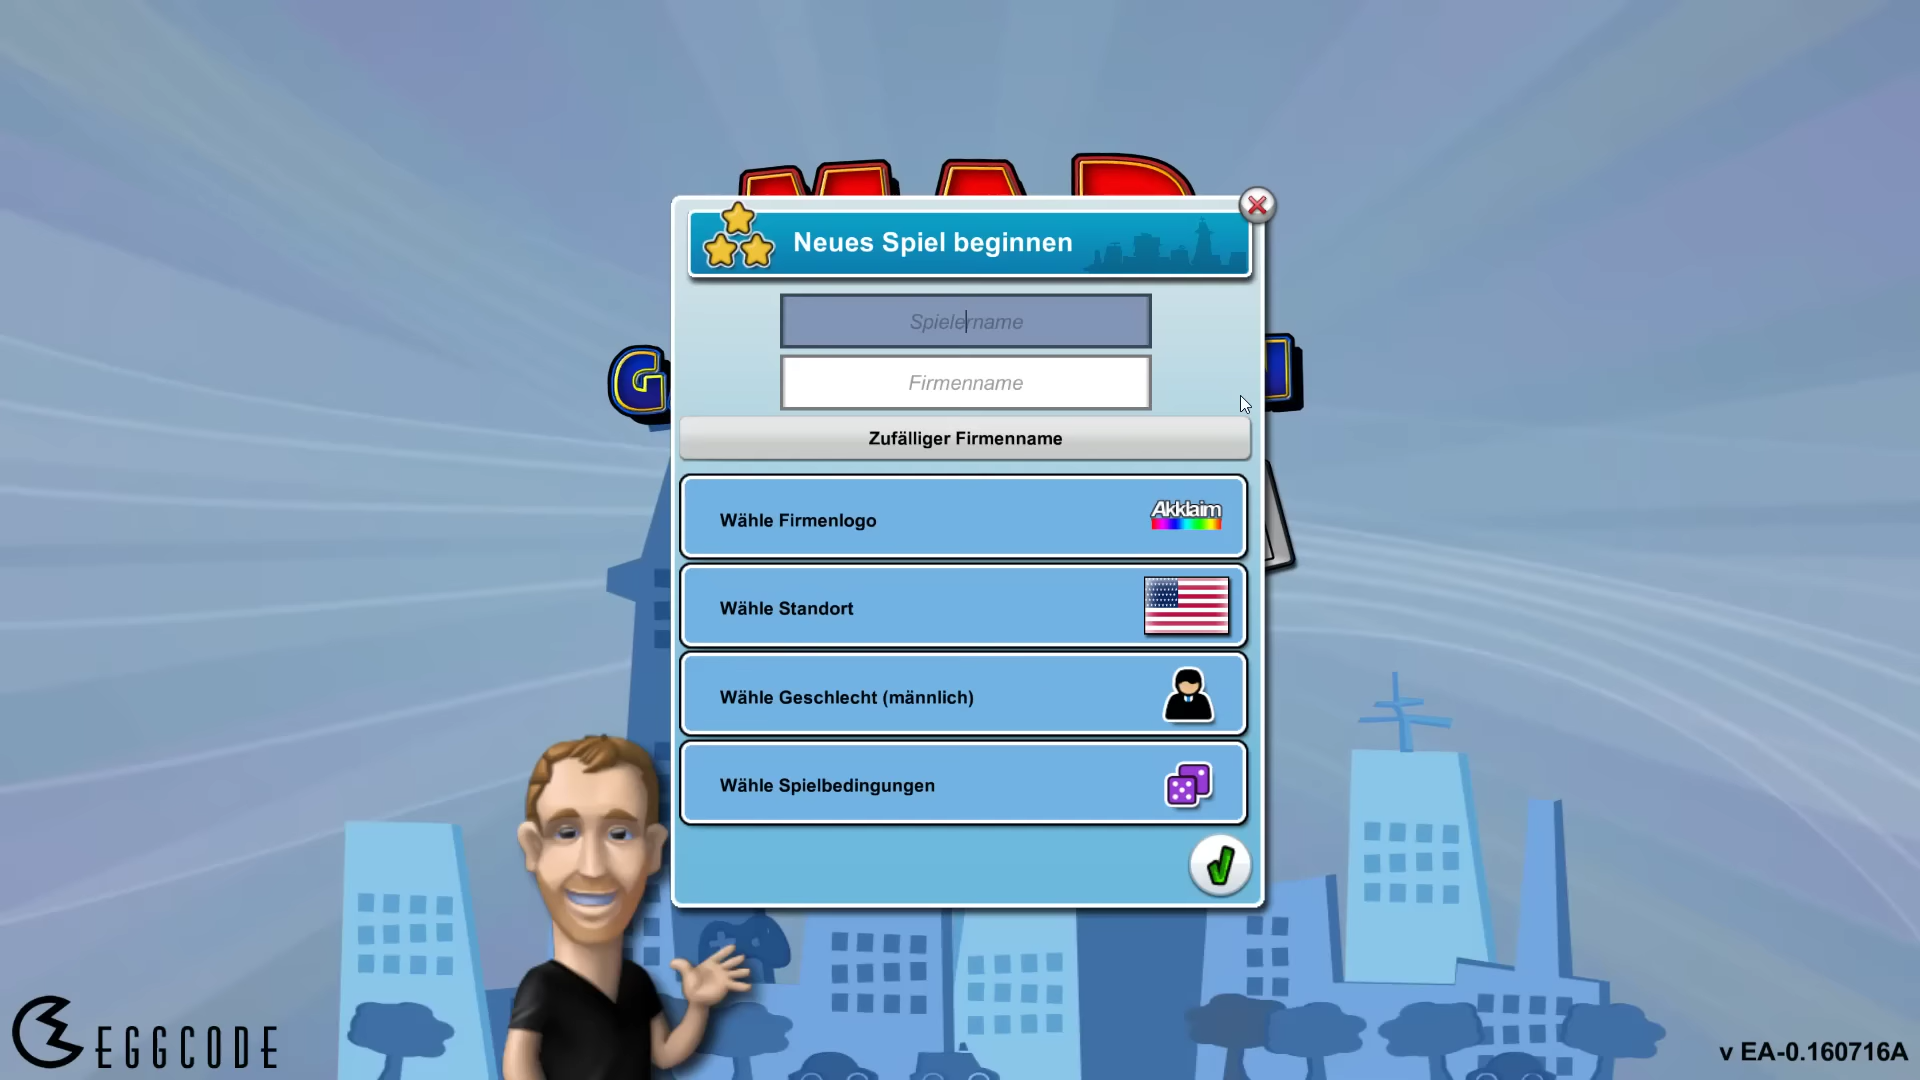 MAD
Neues Spiel beginnen
Spielername
Firmenname
Zufälliger Firmenname
Wähle Firmenlogo
Akklaim
Wähle Standort
Wähle Geschlecht (männlich)
Wähle Spielbedingungen
EGGCODE
v EA-0.160716A